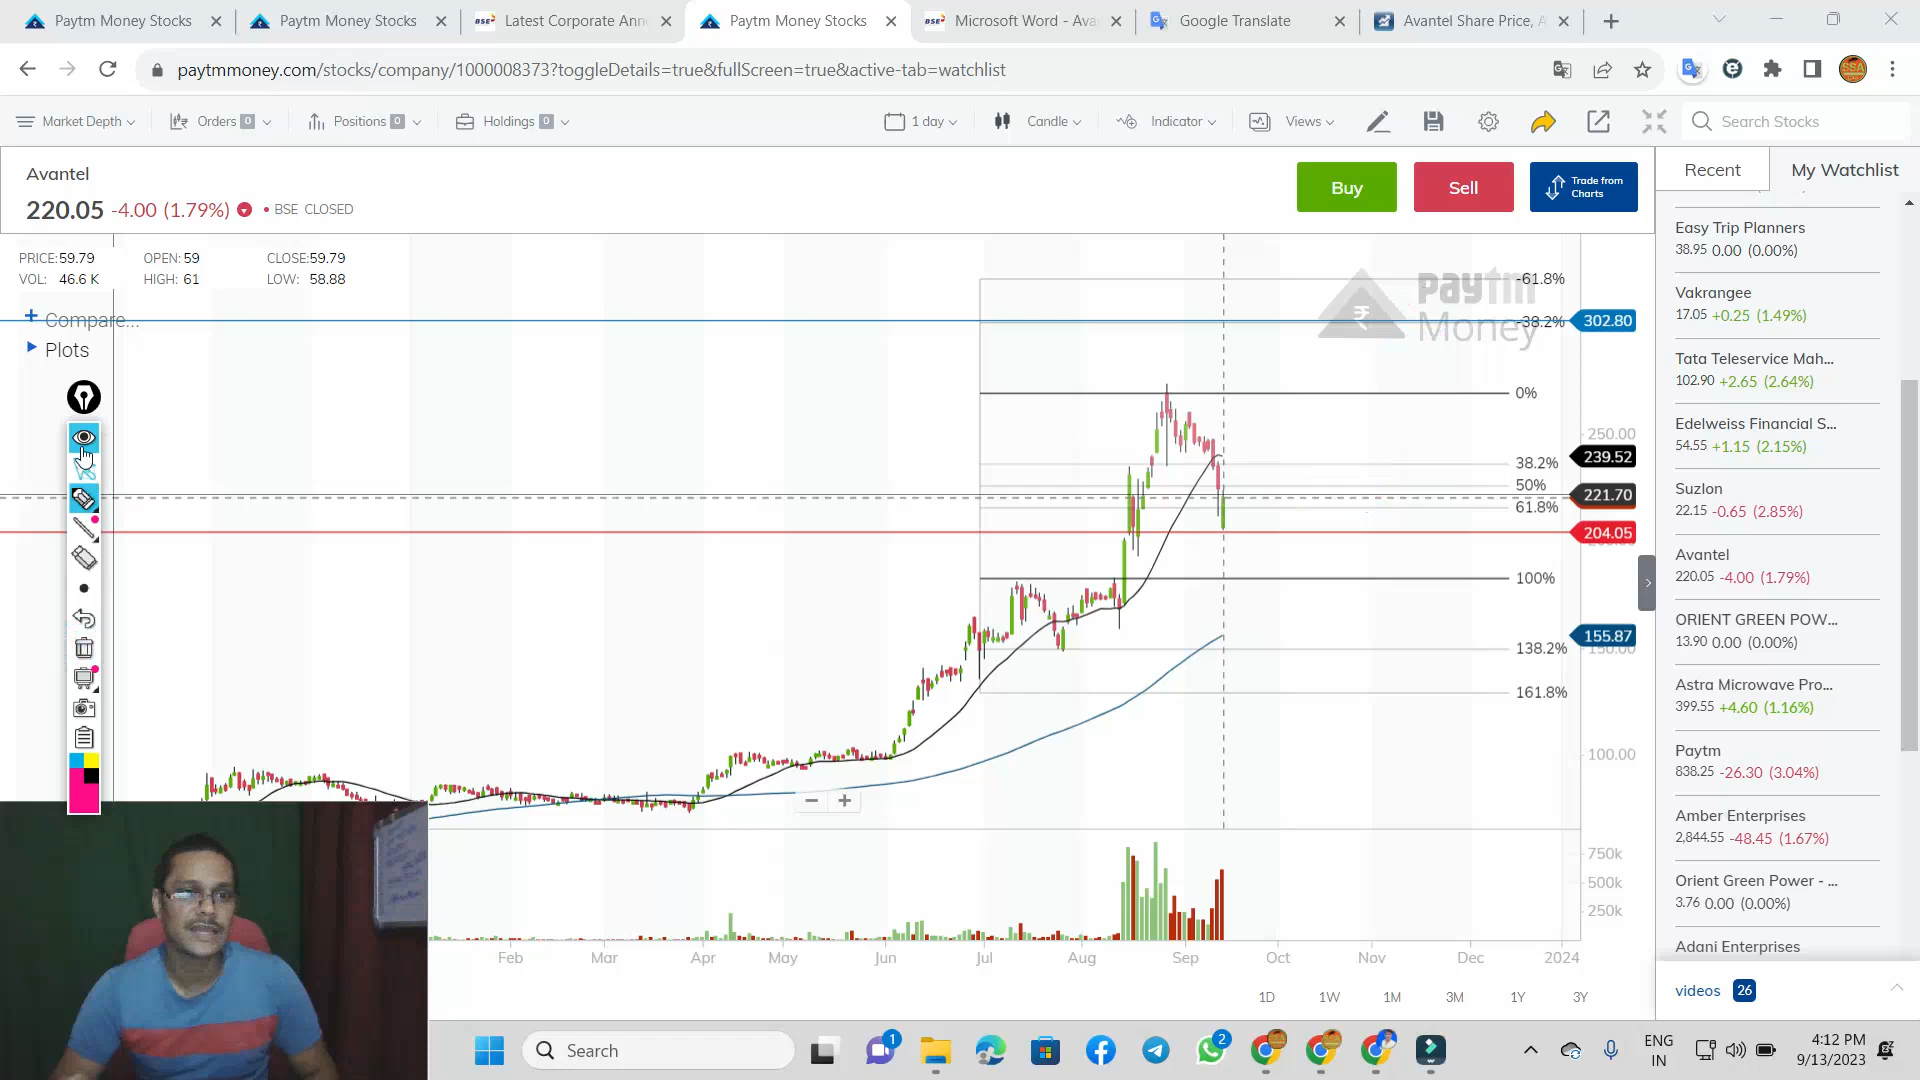 Paytm Money Stocks
Paytm Money Stocks
BSE Latest Corporate Ann
Paytm Money Stocks
BSE Microsoft Word - Ava
Google Translate
Avantel Share Price, A
paytmmoney.com/stocks/company/1000008373?toggleDetails=true&fullScreen=true&active-tab=watchlist
SSA
Market Depth Orders 0 Positions 0 Holdings 0 1 day Candle Indicator Views Search Stocks
Avantel
220.05 -4.00 (1.79%) • BSE CLOSED
Buy
Sell
Trade from
Charts
Recent
My Watchlist
PRICE:59.79 OPEN: 59 CLOSE:59.79
VOL: 46.6 K HIGH: 61 LOW: 58.88
+ Compare...
Plots
paytm
Money
-61.8%
-38.2%
0%
38.2%
50%
61.8%
100%
138.2%
161.8%
302.80
250.00
239.52
221.70
204.05
155.87
150.00
100.00
750k
500k
250k
Feb Mar Apr May Jun Jul Aug Sep Oct Nov Dec 2024
1D 1W 1M 3M 1Y 3Y
Easy Trip Planners
38.95 0.00 (0.00%)
Vakrangee
17.05 +0.25 (1.49%)
Tata Teleservice Mah...
102.90 +2.65 (2.64%)
Edelweiss Financial S...
54.55 +1.15 (2.15%)
Suzlon
22.15 -0.65 (2.85%)
Avantel
220.05 -4.00 (1.79%)
ORIENT GREEN POW...
13.90 0.00 (0.00%)
Astra Microwave Pro...
399.55 +4.60 (1.16%)
Paytm
838.25 -26.30 (3.04%)
Amber Enterprises
2,844.55 -48.45 (1.67%)
Orient Green Power - ...
3.76 0.00 (0.00%)
Adani Enterprises
videos 26
Search
1
2
ENG
IN
4:12 PM
9/13/2023